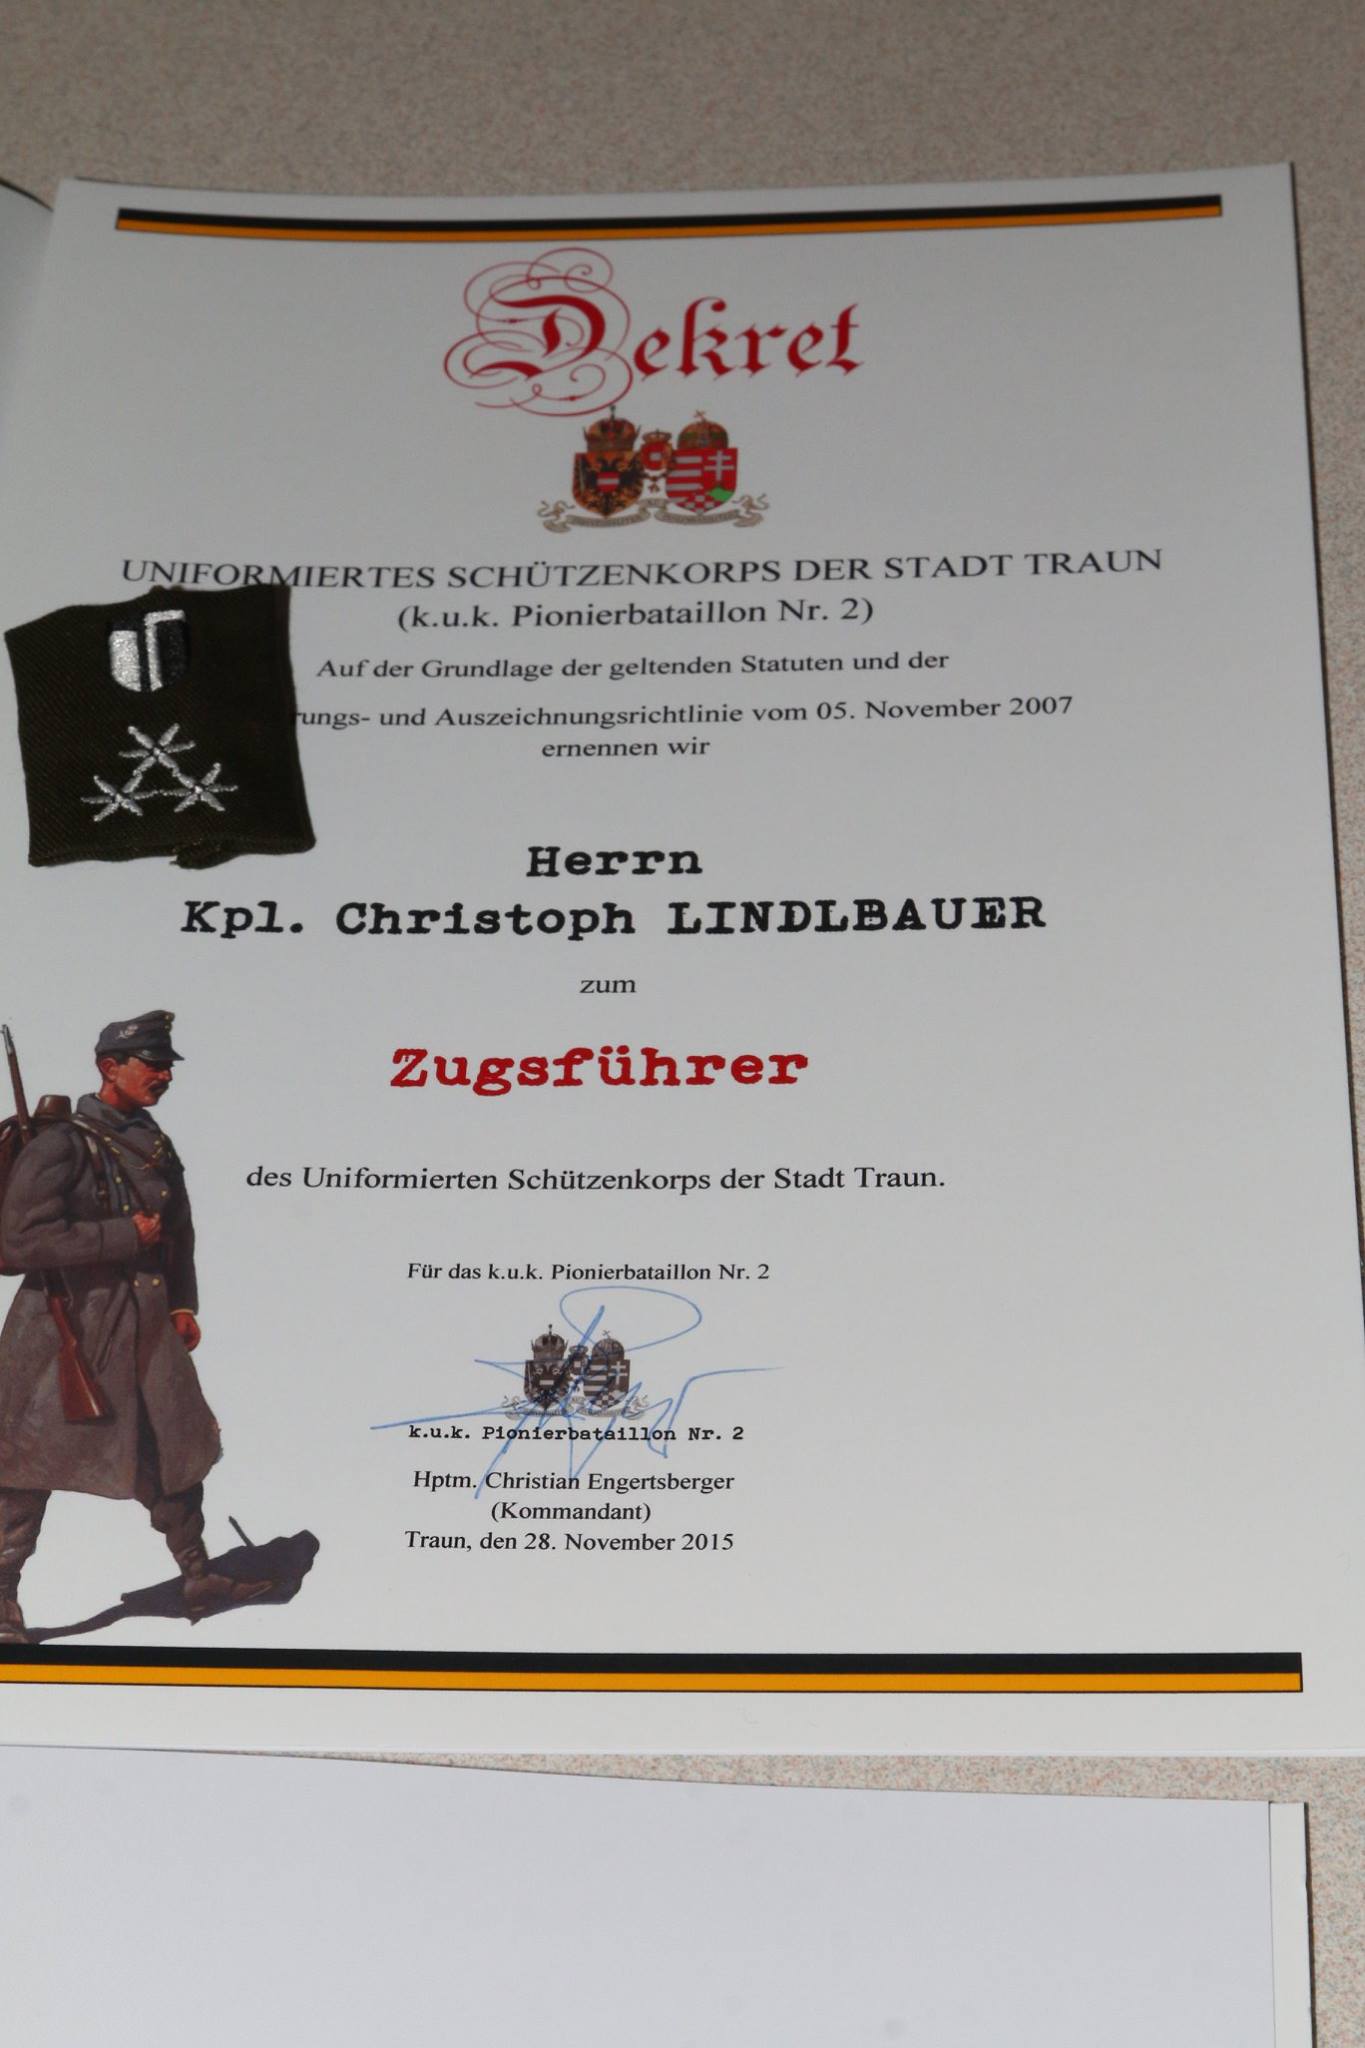 Dekret
UNIFORMIERTES SCHÜTZENKORPS DER STADT TRAUN
(k.u.k. Pionierbataillon Nr. 2)
Auf der Grundlage der geltenden Statuten und der
und Auszeichnungsrichtlinie vom 05. November 2007
ernennen wir
Herrn
Kpl. Christoph LINDLBAUER
zum
Zugsführer
des Uniformierten Schützenkorps der Stadt Traun.
Für das k.u.k. Pionierbataillon Nr. 2
k.u.k. Pionierbataillon Nr. 2
Hptm. Christian Engertsberger
(Kommandant)
Traun, den 28. November 2015